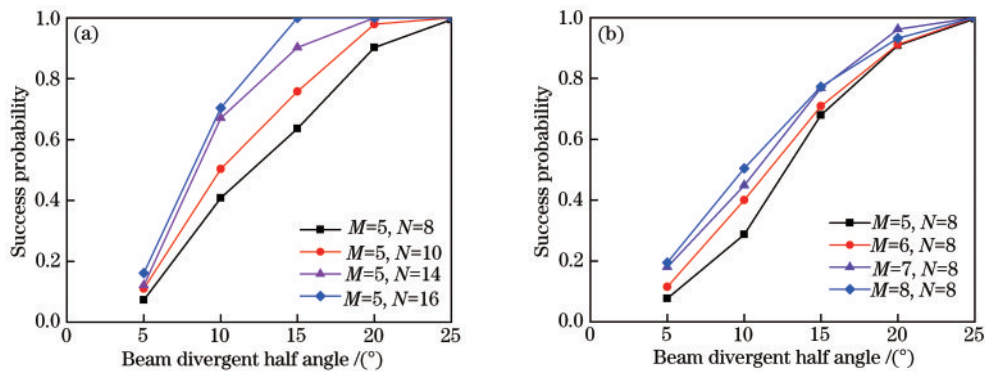 (a)
Success probability
1.0
0.8
0.6
0.4
0.2
0.0
0
5
10
15
20
25
M=5, N=8
M=5, N=10
M=5, N=14
M=5, N=16
Beam divergent half angle /(°)
(b)
Success probability
1.0
0.8
0.6
0.4
0.2
0.0
0
5
10
15
20
25
M=5, N=8
M=6, N=8
M=7, N=8
M=8, N=8
Beam divergent half angle /(°)